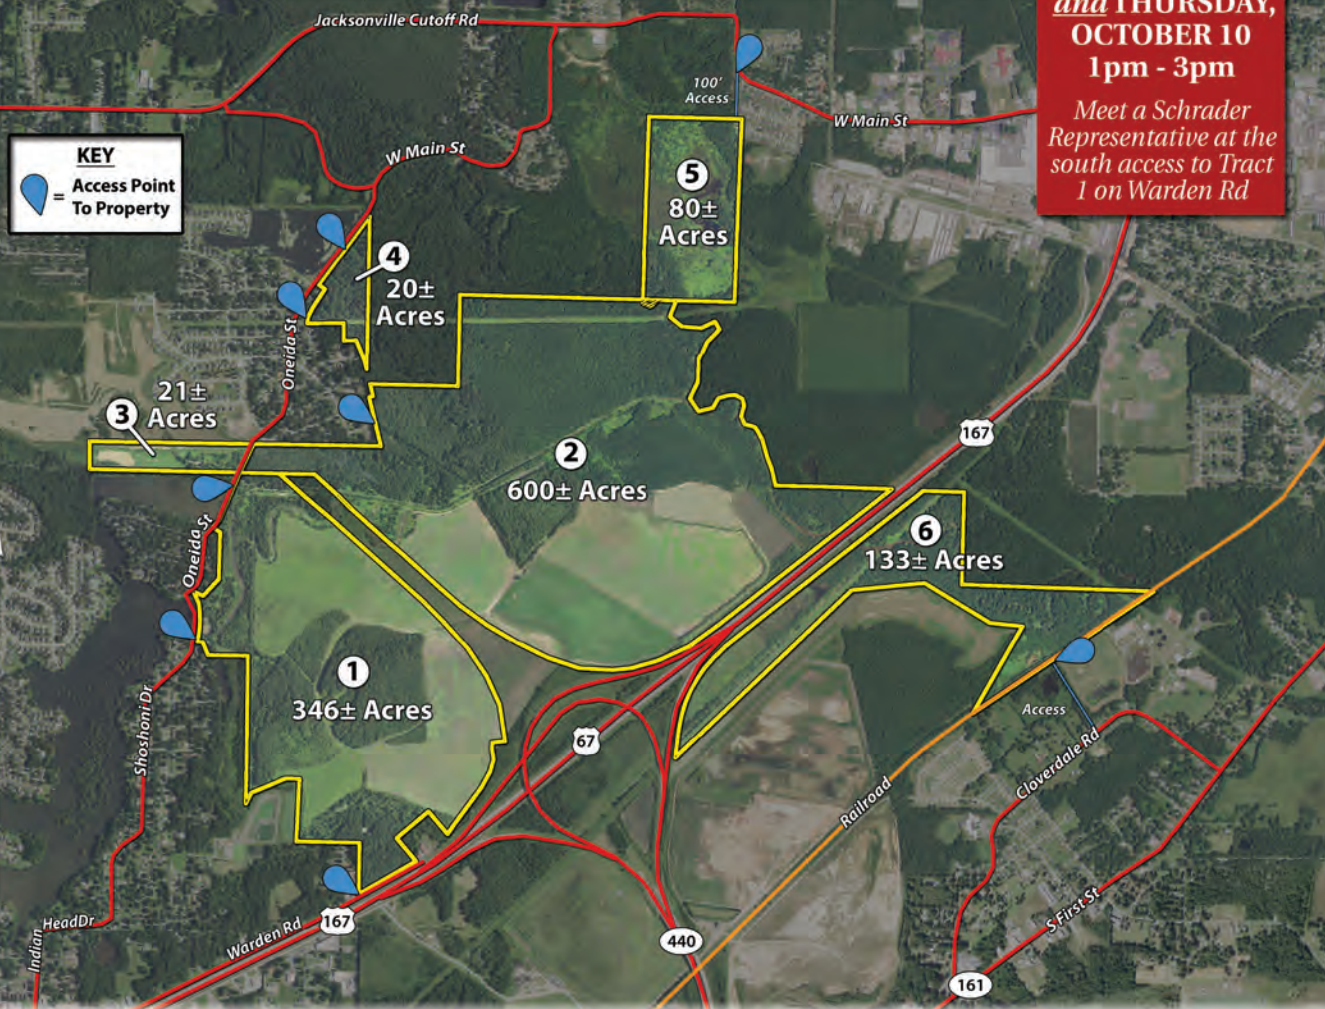 and THURSDAY,
OCTOBER 10
1pm - 3pm
Meet a Schrader
Representative at the
south access to Tract
1 on Warden Rd
Jacksonville Cutoff Rd
100'
Access
W Main St
W Main St
KEY
= Access Point
To Property
5
80±
Acres
4
20±
Acres
Oneida St
21±
Acres
3
167
2
600± Acres
6
133± Acres
Oneida St
1
346± Acres
Shoshoni Dr
67
Access
Cloverdale Rd
Railroad
Indian
HeadDr
Warden Rd
167
440
S First St
161